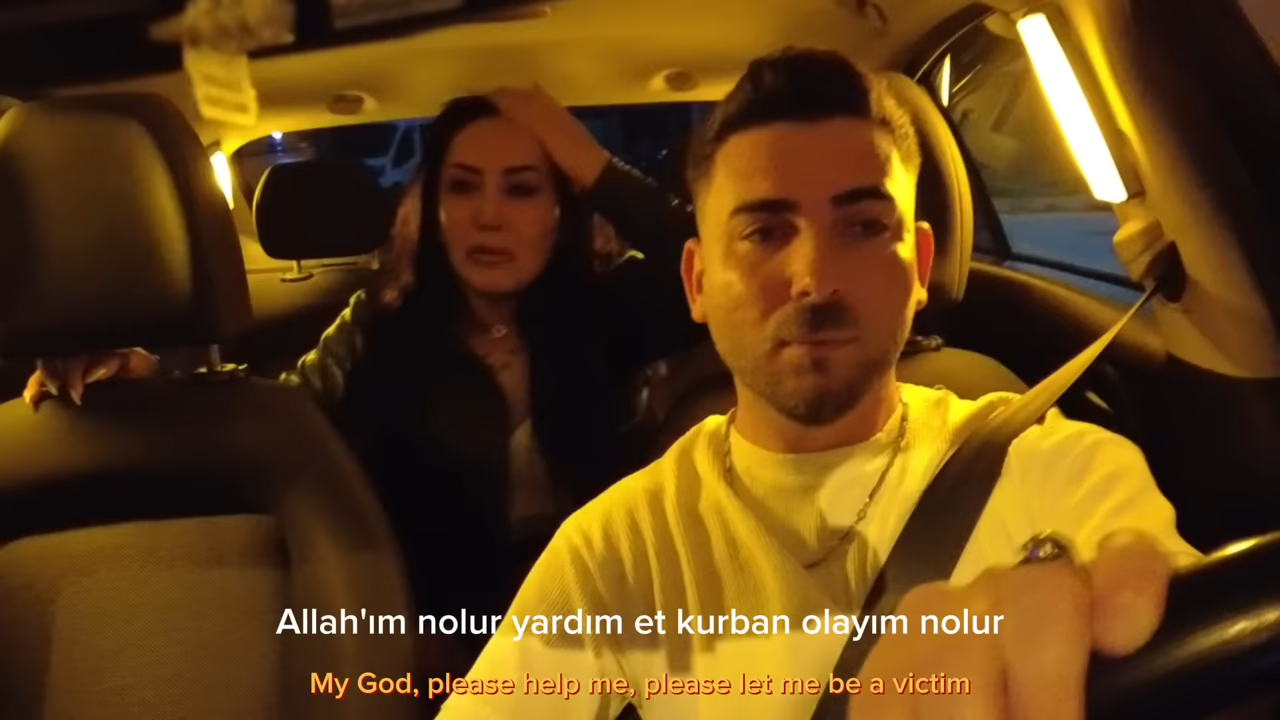 Allah'ım nolur yardım et kurban olayım nolur
My God, please help me, please let me be a victim